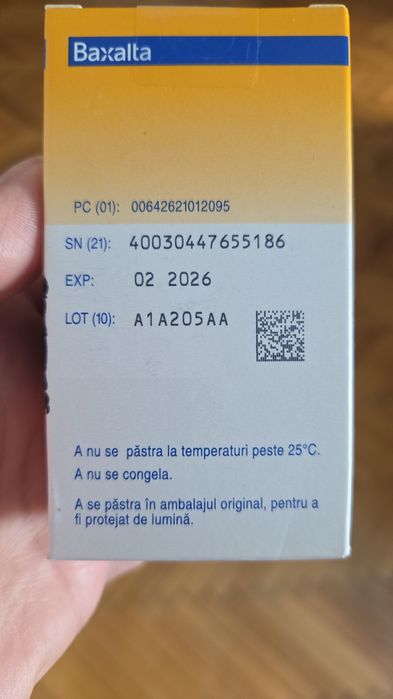 Baxalta
PC (01): 00642621012095
SN (21): 40030447655186
EXP: 02 2026
LOT (10): A1A205AA
A nu se păstra la temperaturi peste 25°C.
A nu se congela.
A se păstra în ambalajul original, pentru a
fi protejat de lumină.